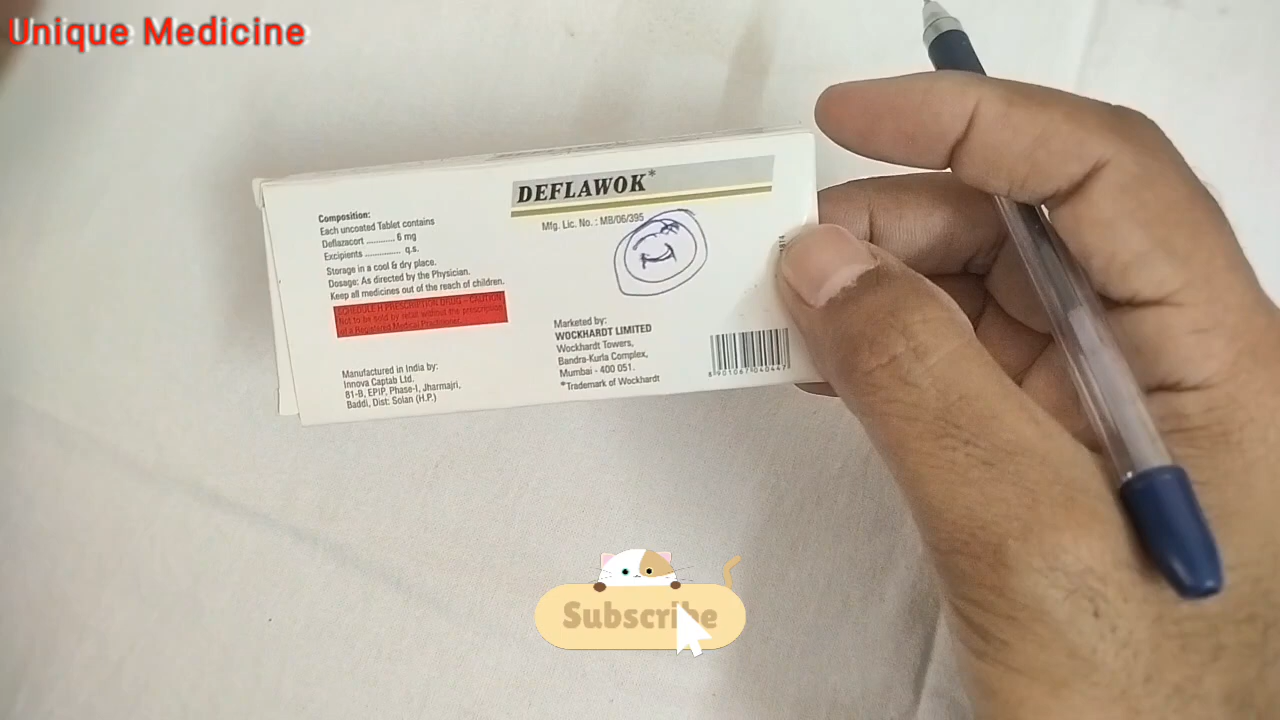 Unique Medicine
DEFLAWOK*
Mfg. Lic. No. : MB/06/395
Composition:
Each uncoated Tablet contains
Deflazacort ........... 6 mg
Excipients ............... q.s.
Storage in a cool & dry place.
Dosage: As directed by the Physician.
Keep all medicines out of the reach of children.
SCHEDULE H PRESCRIPTION DRUG - CAUTION
Not to be sold by retail without the prescription
of a Registered Medical Practitioner.
Manufactured in India by:
Innova Captab Ltd.
81-B, EPIP, Phase-I, Jharmajri,
Baddi, Dist: Solan (H.P.)
Marketed by:
WOCKHARDT LIMITED
Wockhardt Towers,
Bandra-Kurla Complex,
Mumbai - 400 051.
*Trademark of Wockhardt
8 901067 040447
Subscribe